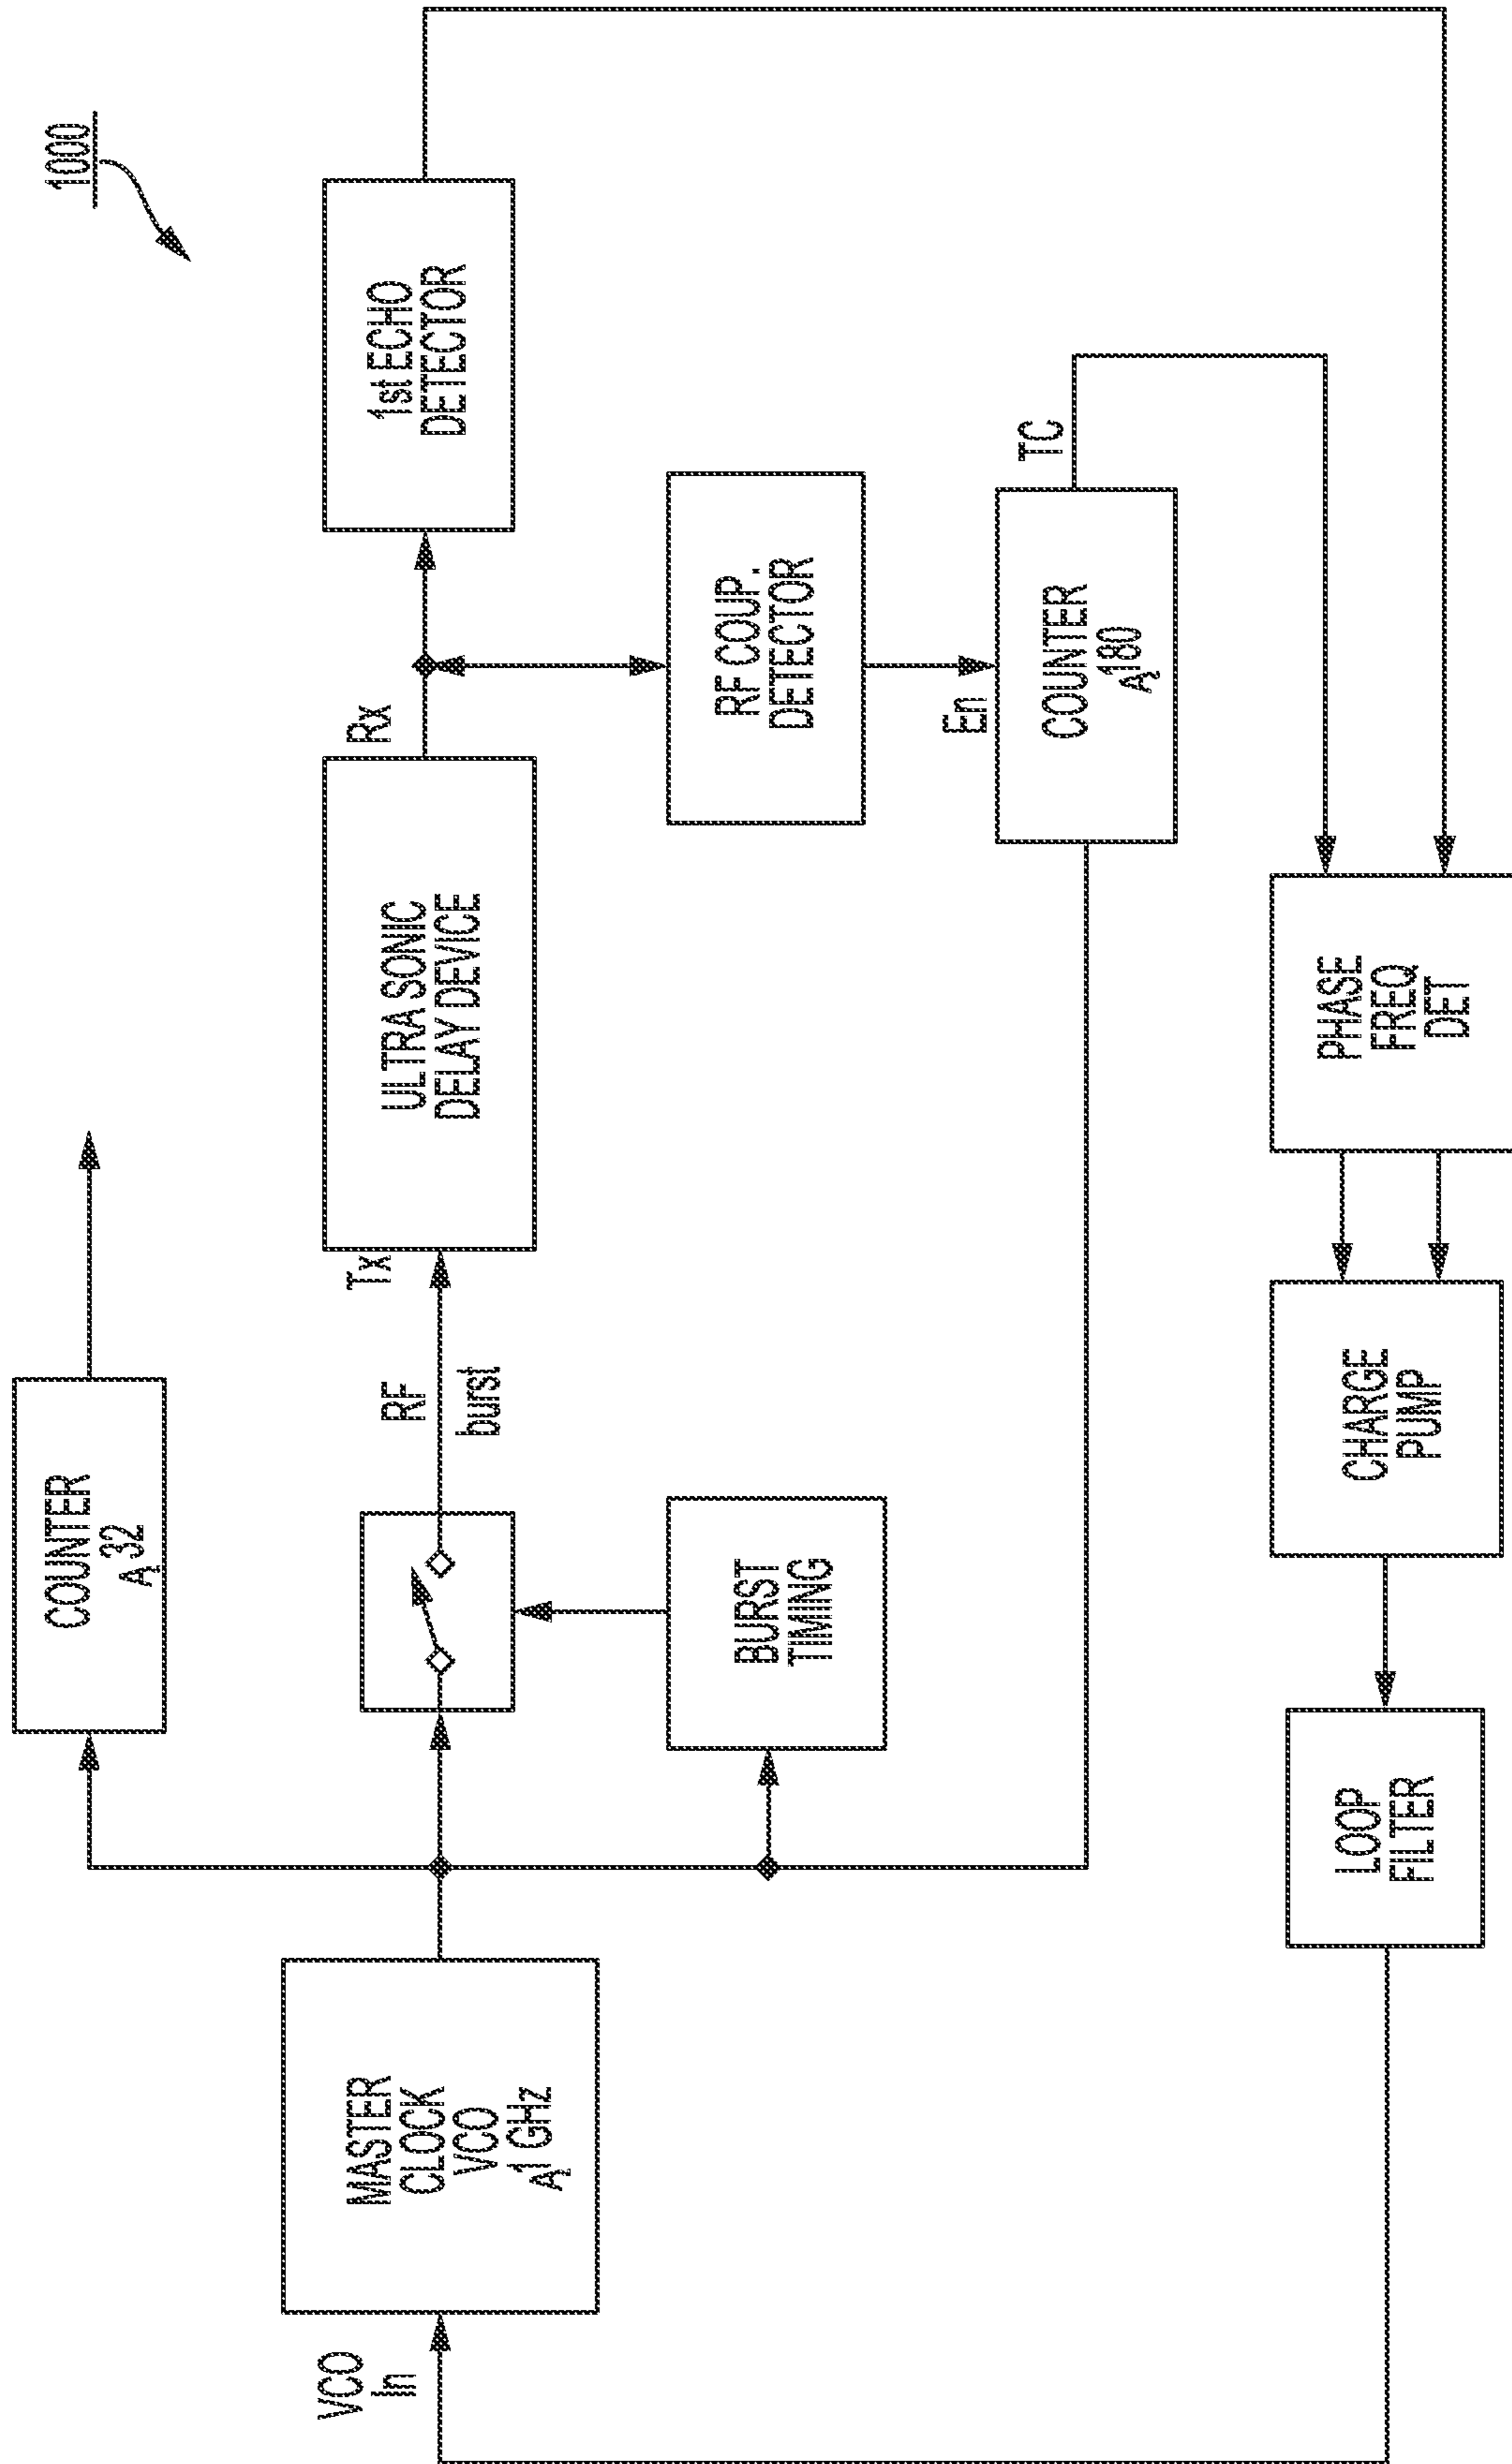 1000
COUNTER
A 32
1st ECHO
DETECTOR
VCO
In
MASTER
CLOCK
VCO
A 1 GHz
RF
burst
Tx
ULTRA SONIC
DELAY DEVICE
Rx
BURST
TIMING
RF COUP.
DETECTOR
En
COUNTER
A 180
TC
LOOP
FILTER
CHARGE
PUMP
PHASE
FREQ
DET